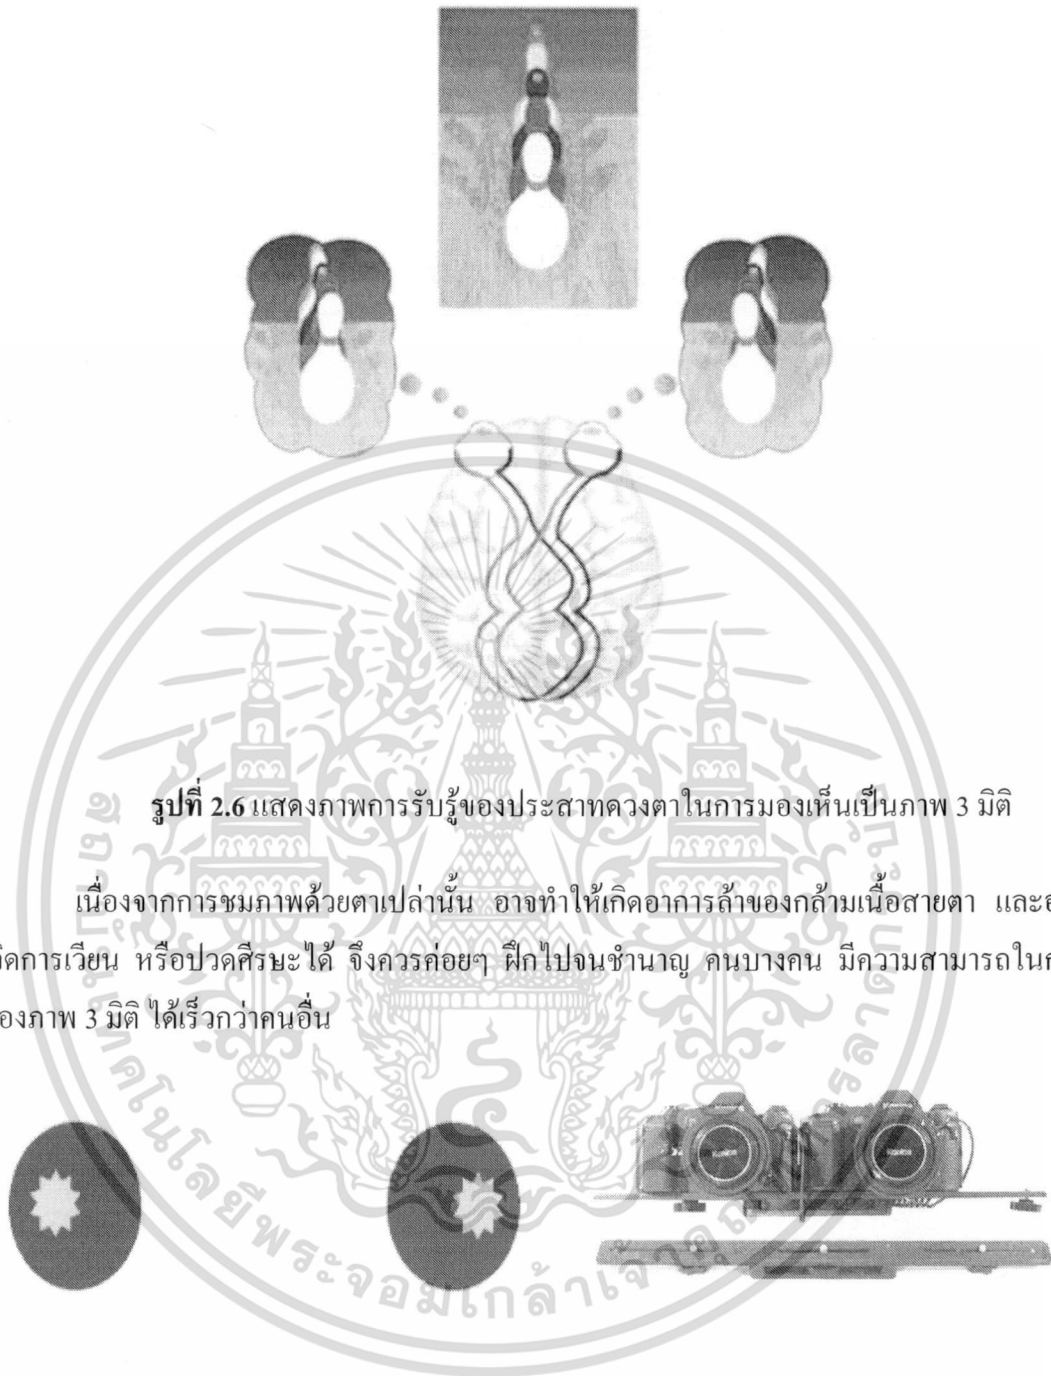 รูปที่ 2.6 แสดงภาพการรับรู้ของประสาทดวงตาในการมองเห็นเป็นภาพ 3 มิติ
เนื่องจากการชมภาพด้วยตาเปล่านั้น อาจทำให้เกิดอาการล้าของกล้ามเนื้อสายตา และ
การเวียน หรือปวดศีรษะได้ จึงควรค่อยๆ ฝึกไปจนชำนาญ คนบางคน มีความสามารถใน
ภาพ 3 มิติ ได้เร็วกว่าคนอื่น